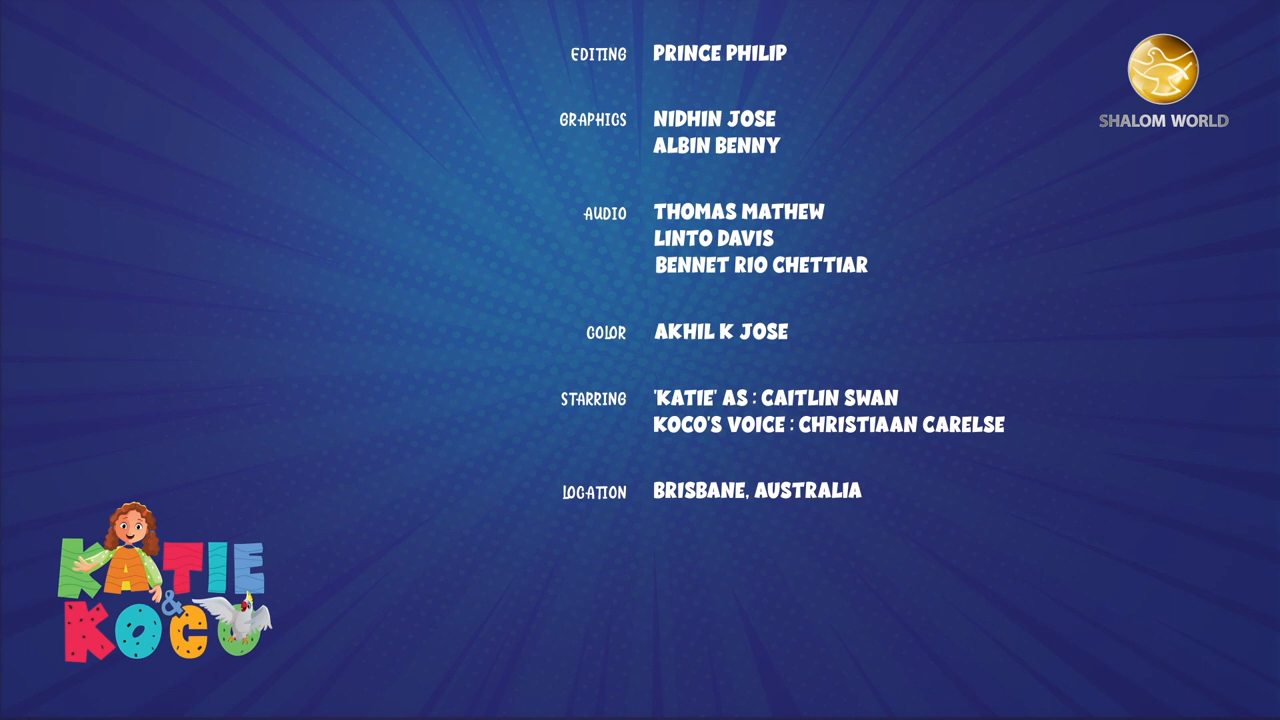 EDITING PRINCE PHILIP
GRAPHICS NIDHIN JOSE
ALBIN BENNY
AUDIO THOMAS MATHEW
LINTO DAVIS
BENNET RIO CHETTIAR
COLOR AKHIL K JOSE
STARRING 'KATIE' AS : CAITLIN SWAN
KOCO'S VOICE : CHRISTIAAN CARELSE
LOCATION BRISBANE, AUSTRALIA
SHALOM WORLD
KATIE
&
KOCO